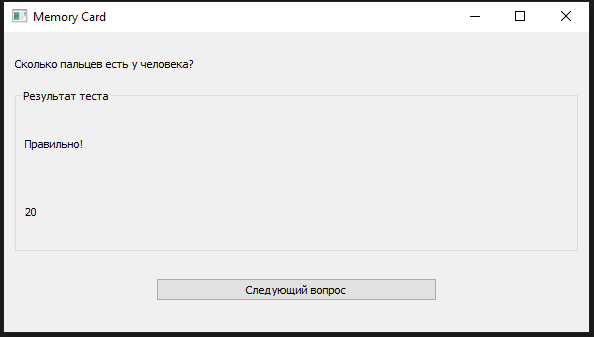 Memory Card
Сколько пальцев есть у человека?
Результат теста
Правильно!
20
Следующий вопрос